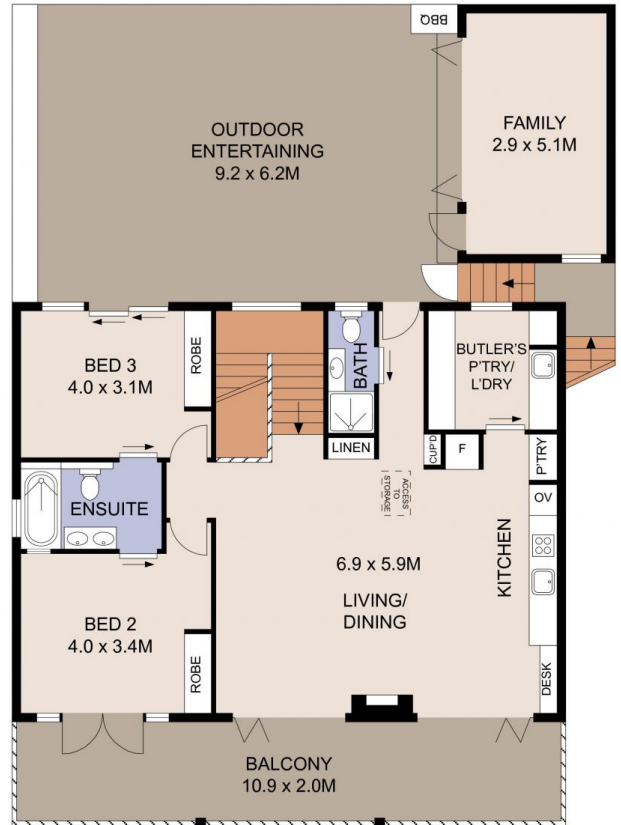 BBQ
OUTDOOR
ENTERTAINING
9.2 x 6.2M
FAMILY
2.9 x 5.1M
BED 3
4.0 x 3.1M
ROBE
BATH
LINEN
BUTLER'S
P'TRY/
L'DRY
CUP'D
F
P'TRY
OV
ACCESS
TO
STORAGE
ENSUITE
KITCHEN
6.9 x 5.9M
LIVING/
DINING
BED 2
4.0 x 3.4M
ROBE
DESK
BALCONY
10.9 x 2.0M